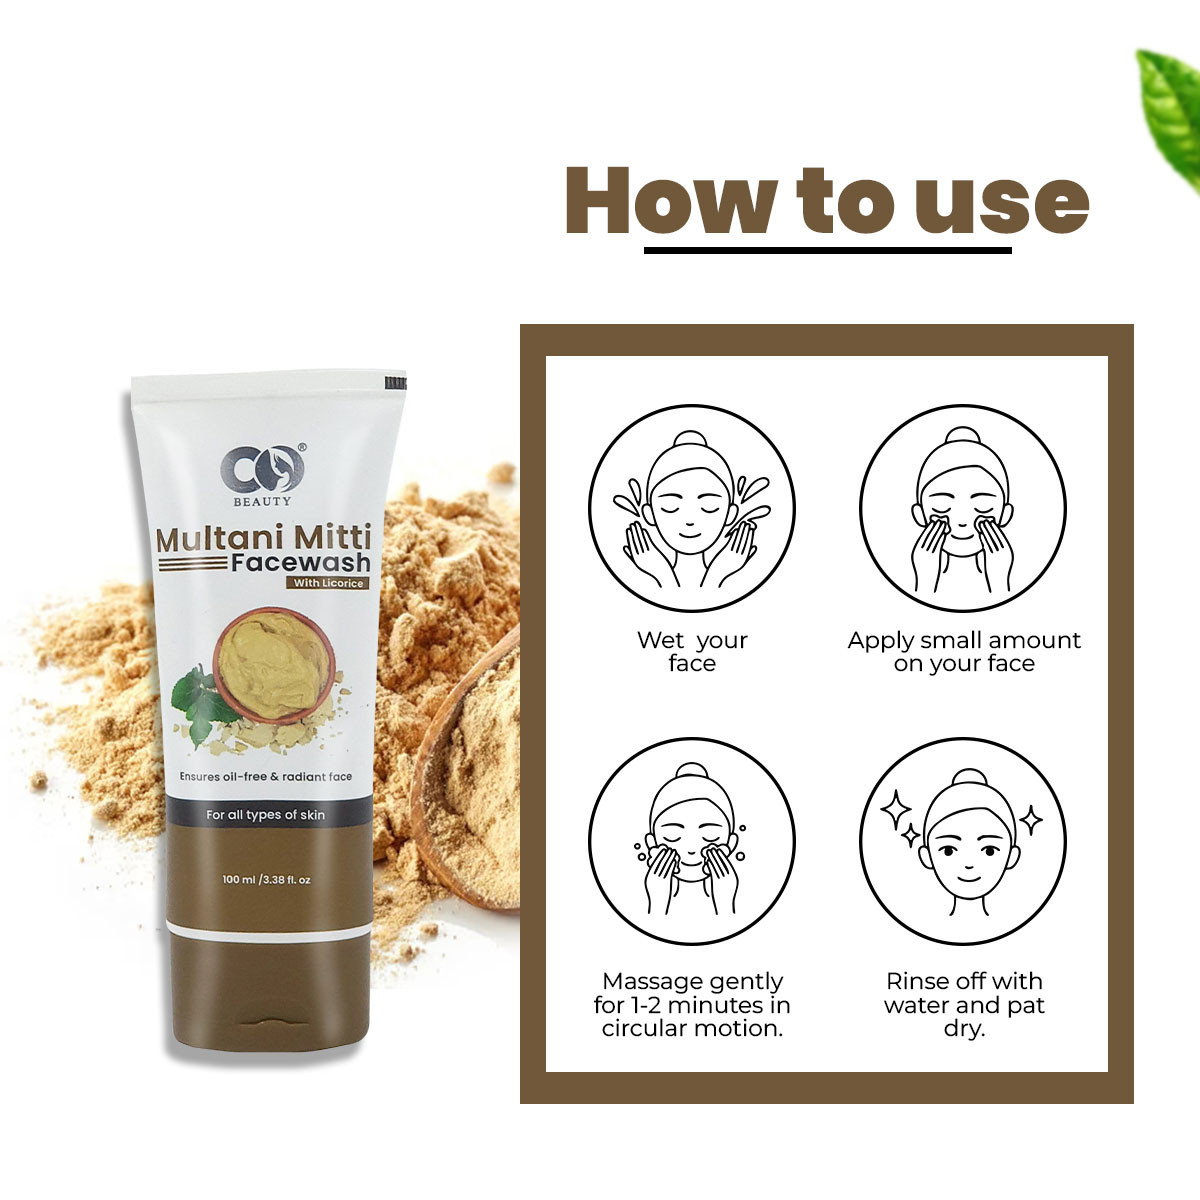 How to use
CO®
BEAUTY
Multani Mitti
Facewash
With Licorice
Ensures oil-free & radiant face
For all types of skin
100 ml /3.38 fl. oz
Wet your
face
Apply small amount
on your face
Massage gently
for 1-2 minutes in
circular motion.
Rinse off with
water and pat
dry.